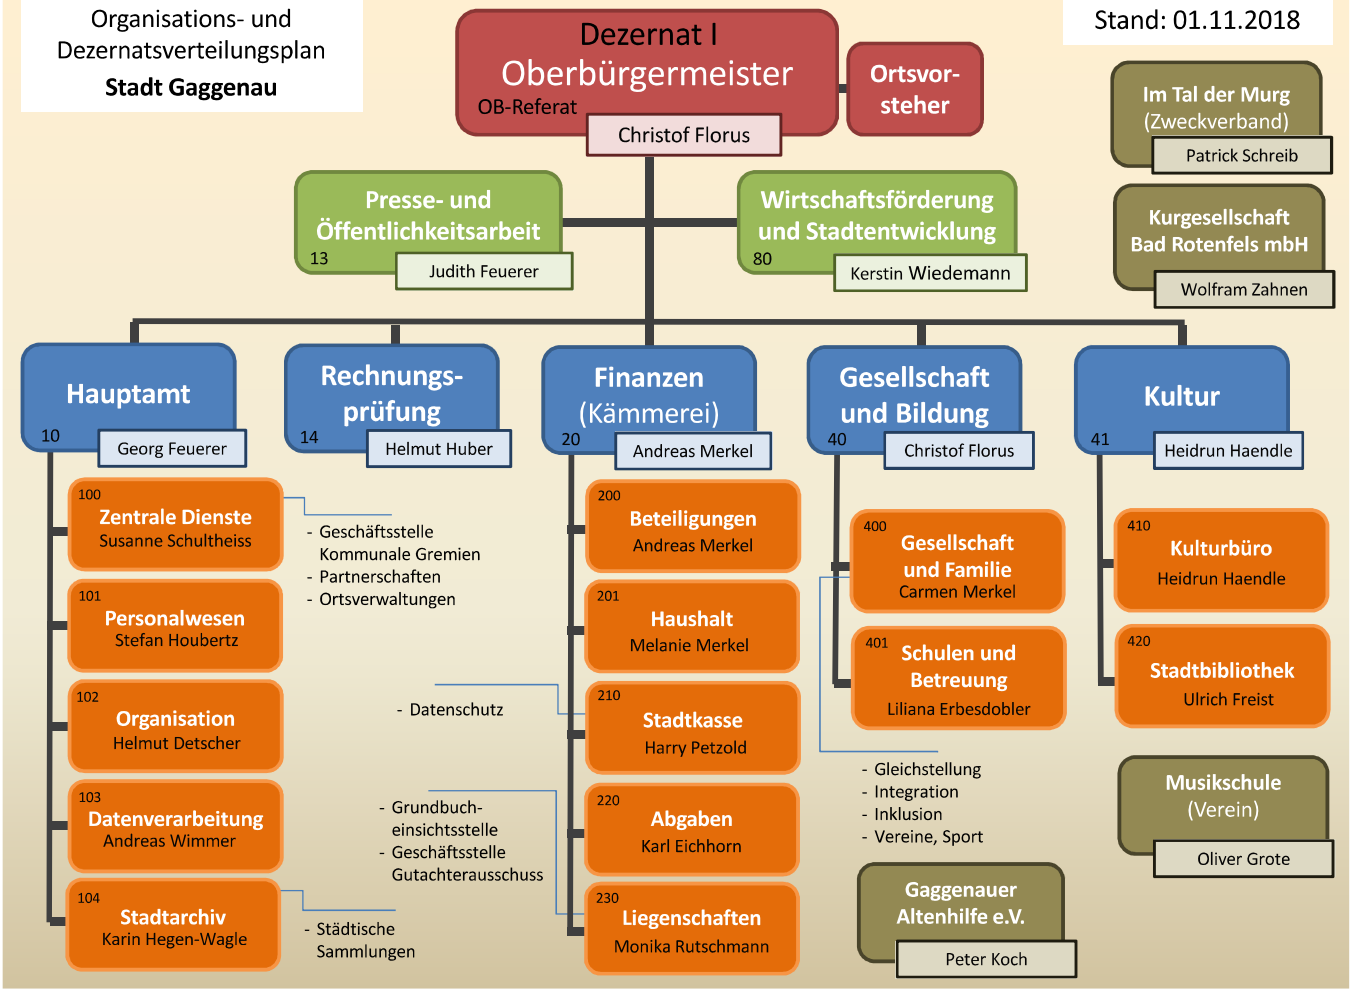 Organisations- und
Dezernatsverteilungsplan
Stadt Gaggenau
Dezernat I
Oberbürgermeister
OB-Referat
Christof Florus
Ortsvor-
steher
Stand: 01.11.2018
Im Tal der Murg
(Zweckverband)
Patrick Schreib
Kurgesellschaft
Bad Rotenfels mbH
Wolfram Zahnen
Presse- und
Öffentlichkeitsarbeit
13
Judith Feuerer
Wirtschaftsförderung
und Stadtentwicklung
80
Kerstin Wiedemann
Hauptamt
10
Georg Feuerer
100
Zentrale Dienste
Susanne Schultheiss
- Geschäftsstelle
Kommunale Gremien
- Partnerschaften
- Ortsverwaltungen
101
Personalwesen
Stefan Houbertz
102
Organisation
Helmut Detscher
103
Datenverarbeitung
Andreas Wimmer
104
Stadtarchiv
Karin Hegen-Wagle
- Städtische
Sammlungen
Rechnungs-
prüfung
14
Helmut Huber
Finanzen
(Kämmerei)
20
Andreas Merkel
200
Beteiligungen
Andreas Merkel
201
Haushalt
Melanie Merkel
210
Stadtkasse
Harry Petzold
- Datenschutz
220
Abgaben
Karl Eichhorn
230
Liegenschaften
Monika Rutschmann
- Grundbuch-
einsichtsstelle
- Geschäftsstelle
Gutachterausschuss
Gesellschaft
und Bildung
40
Christof Florus
400
Gesellschaft
und Familie
Carmen Merkel
401
Schulen und
Betreuung
Liliana Erbesdobler
- Gleichstellung
- Integration
- Inklusion
- Vereine, Sport
Gaggenauer
Altenhilfe e.V.
Peter Koch
Kultur
41
Heidrun Haendle
410
Kulturbüro
Heidrun Haendle
420
Stadtbibliothek
Ulrich Freist
Musikschule
(Verein)
Oliver Grote